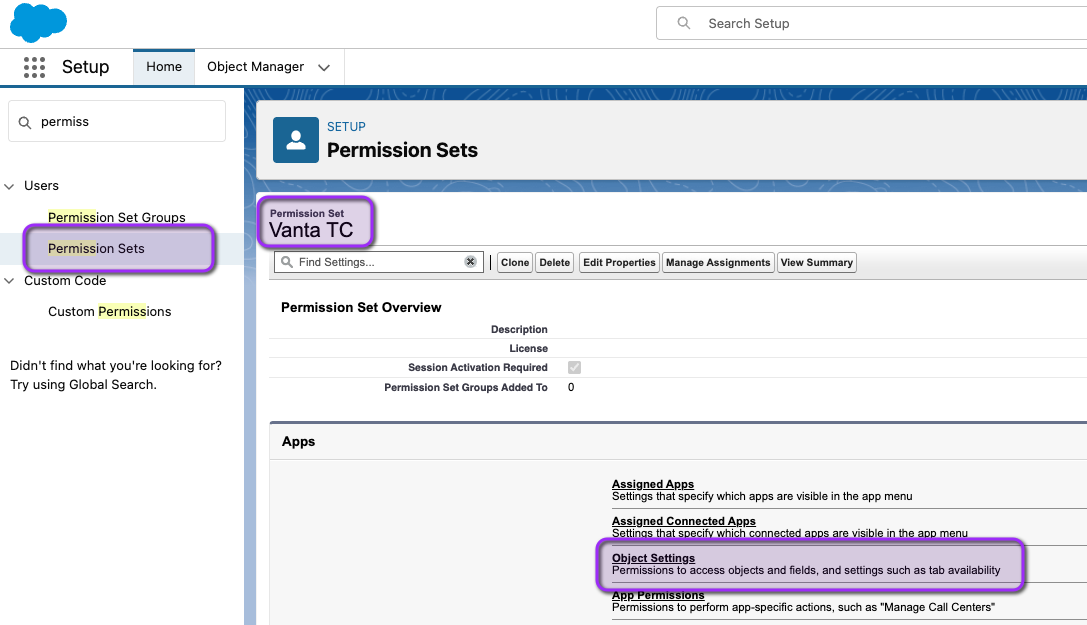 Search Setup
Setup
Home
Object Manager
permiss
Users
Permission Set Groups
Permission Sets
Custom Code
Custom Permissions
Didn't find what you're looking for?
Try using Global Search.
SETUP
Permission Sets
Permission Set
Vanta TC
Find Settings...
Clone
Delete
Edit Properties
Manage Assignments
View Summary
Permission Set Overview
Description
License
Session Activation Required
Permission Set Groups Added To 0
Apps
Assigned Apps
Settings that specify which apps are visible in the app menu
Assigned Connected Apps
Settings that specify which connected apps are visible in the app menu
Object Settings
Permissions to access objects and fields, and settings such as tab availability
App Permissions
Permissions to perform app-specific actions, such as "Manage Call Centers"